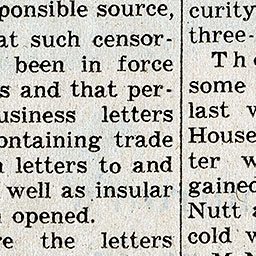 ponsible source,
at such censor-
been in force
s and that per-
usiness letters
ontaining trade
letters to and
well as insular
opened.
re the letters
curity
three-
The
some
last v
House
ter w
gained
Nutt a
cold w